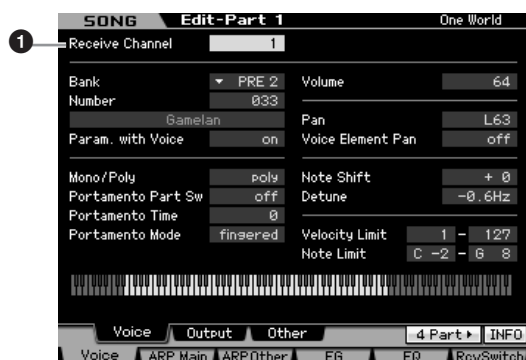 SONG Edit-Part 1 One World
1 Receive Channel 1
Bank PRE 2 Volume 64
Number 033
Gamelan Pan L63
Param. with Voice on Voice Element Pan off
Mono/Poly poly Note Shift + 0
Portamento Part Sw off Detune -0.6Hz
Portamento Time 0
Portamento Mode fingered Velocity Limit 1 - 127
Note Limit C -2 - G 8
Voice Output Other 4 Part INFO
Voice ARP Main ARP Other EG EQ RcvSwitch